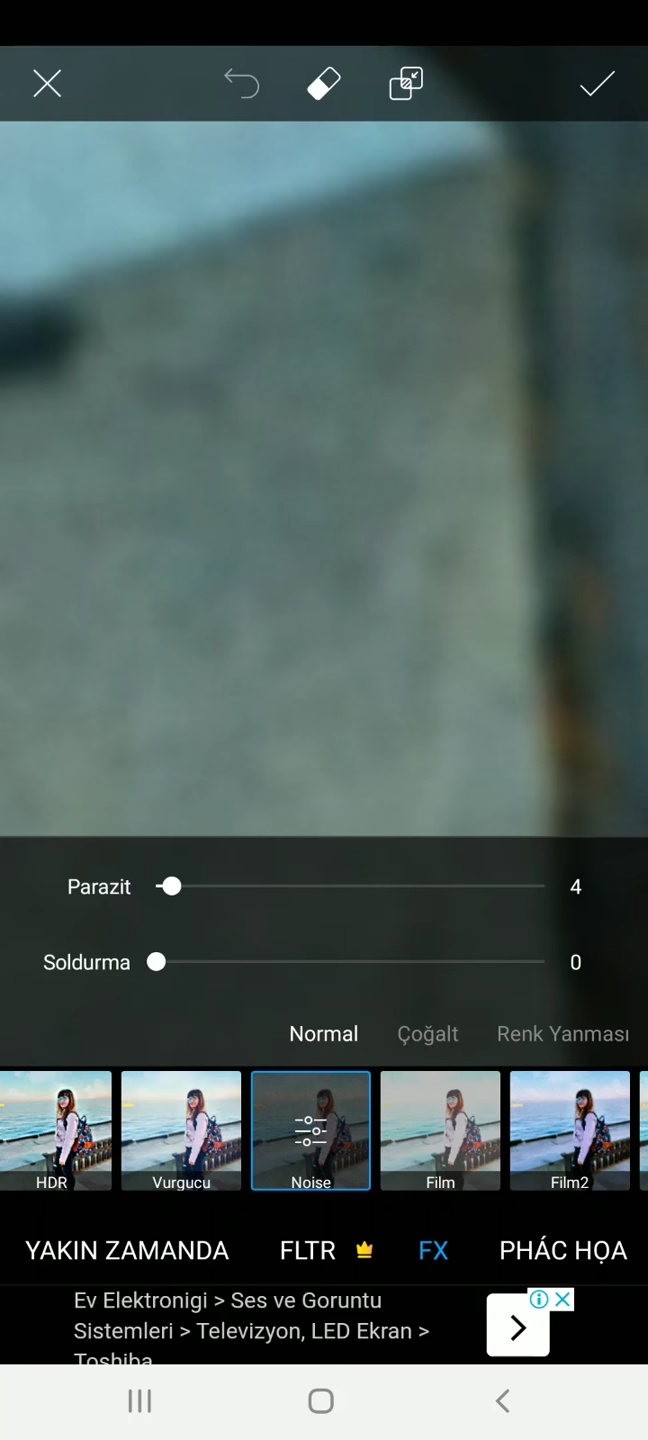 Parazit 4
Soldurma 0
Normal Çoğalt Renk Yanması
HDR Vurgucu Noise Film Film2
YAKIN ZAMANDA FLTR FX PHÁC HỌA
Ev Elektronigi > Ses ve Goruntu
Sistemleri > Televizyon, LED Ekran >
Toshiba